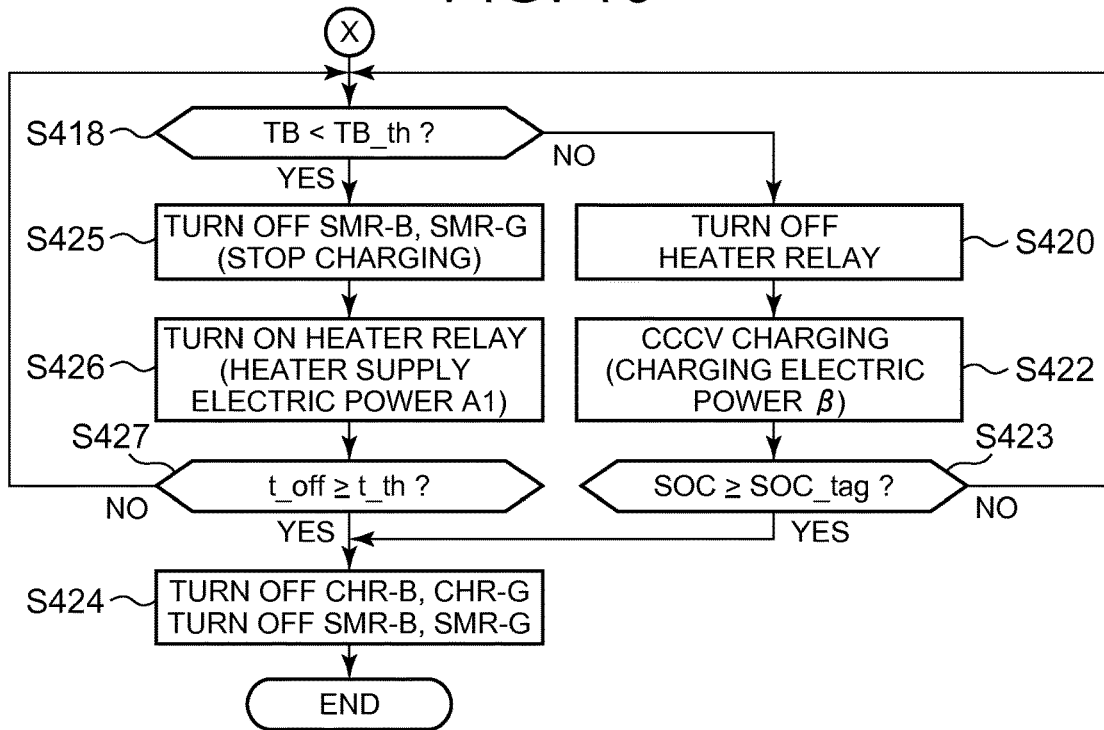 X
S418
TB < TB_th ?
NO
YES
S425
TURN OFF SMR-B, SMR-G
(STOP CHARGING)
TURN OFF
HEATER RELAY
S420
S426
TURN ON HEATER RELAY
(HEATER SUPPLY
ELECTRIC POWER A1)
CCCV CHARGING
(CHARGING ELECTRIC
POWER β)
S422
S427
t_off ≥ t_th ?
NO
YES
S423
SOC ≥ SOC_tag ?
NO
YES
S424
TURN OFF CHR-B, CHR-G
TURN OFF SMR-B, SMR-G
END